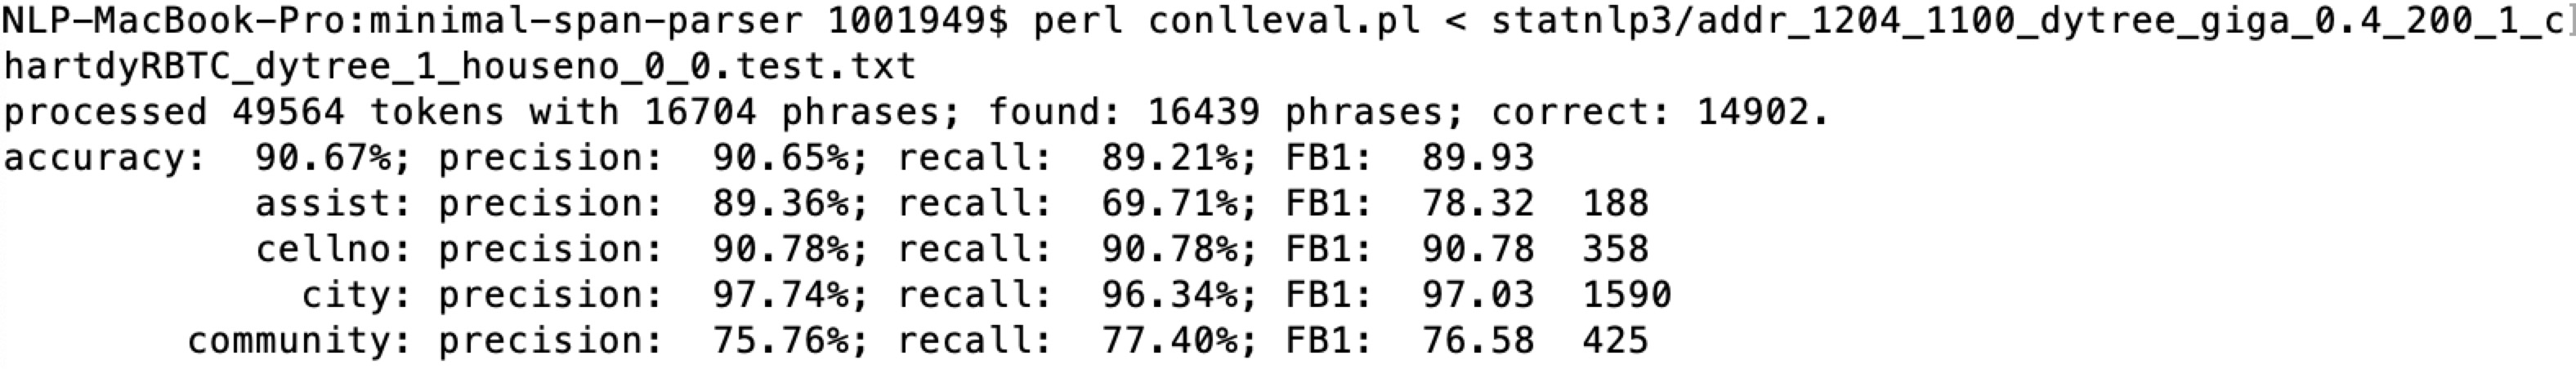 NLP-MacBook-Pro:minimal-span-parser 1001949$ perl conlleval.pl < statnlp3/addr_1204_1100_dytree_giga_0.4_200_1_c]
hartdyRBTC_dytree_1_houseno_0_0.test.txt
processed 49564 tokens with 16704 phrases; found: 16439 phrases; correct: 14902.
accuracy:  90.67%; precision:  90.65%; recall:  89.21%; FB1:  89.93
assist: precision:  89.36%; recall:  69.71%; FB1:  78.32  188
cellno: precision:  90.78%; recall:  90.78%; FB1:  90.78  358
city: precision:  97.74%; recall:  96.34%; FB1:  97.03  1590
community: precision:  75.76%; recall:  77.40%; FB1:  76.58  425